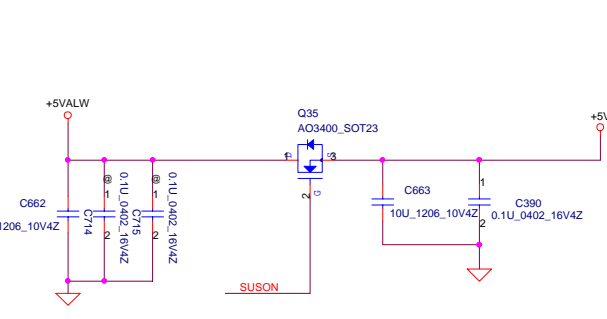 +5VALW
+5V
Q35
AO3400_SOT23
1
3
G
2
@
1
@
1
0.1U_0402_16V4Z
0.1U_0402_16V4Z
C662
1206_10V4Z
C714
C715
2
2
C663
10U_1206_10V4Z
1
C390
0.1U_0402_16V4Z
2
SUSON